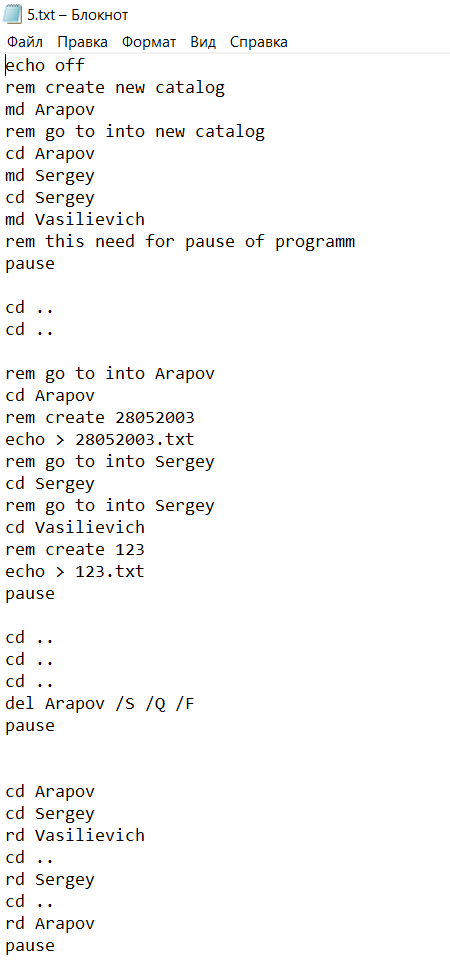 5.txt – Блокнот
Файл Правка Формат Вид Справка
echo off
rem create new catalog
md Arapov
rem go to into new catalog
cd Arapov
md Sergey
cd Sergey
md Vasilievich
rem this need for pause of programm
pause
cd ..
cd ..
rem go to into Arapov
cd Arapov
rem create 28052003
echo > 28052003.txt
rem go to into Sergey
cd Sergey
rem go to into Sergey
cd Vasilievich
rem create 123
echo > 123.txt
pause
cd ..
cd ..
cd ..
del Arapov /S /Q /F
pause
cd Arapov
cd Sergey
rd Vasilievich
cd ..
rd Sergey
cd ..
rd Arapov
pause